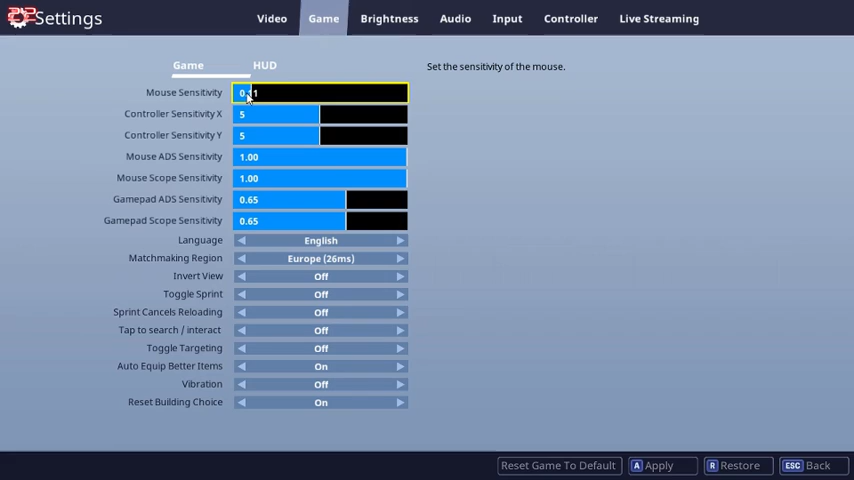 Settings
Video Game Brightness Audio Input Controller Live Streaming
Game HUD
Set the sensitivity of the mouse.
Mouse Sensitivity
Controller Sensitivity X 5
Controller Sensitivity Y 5
Mouse ADS Sensitivity 1.00
Mouse Scope Sensitivity 1.00
Gamepad ADS Sensitivity 0.65
Gamepad Scope Sensitivity 0.65
Language English
Matchmaking Region Europe (26ms)
Invert View Off
Toggle Sprint Off
Sprint Cancels Reloading Off
Tap to search / interact Off
Toggle Targeting Off
Auto Equip Better Items On
Vibration Off
Reset Building Choice On
Reset Game To Default A Apply R Restore ESC Back